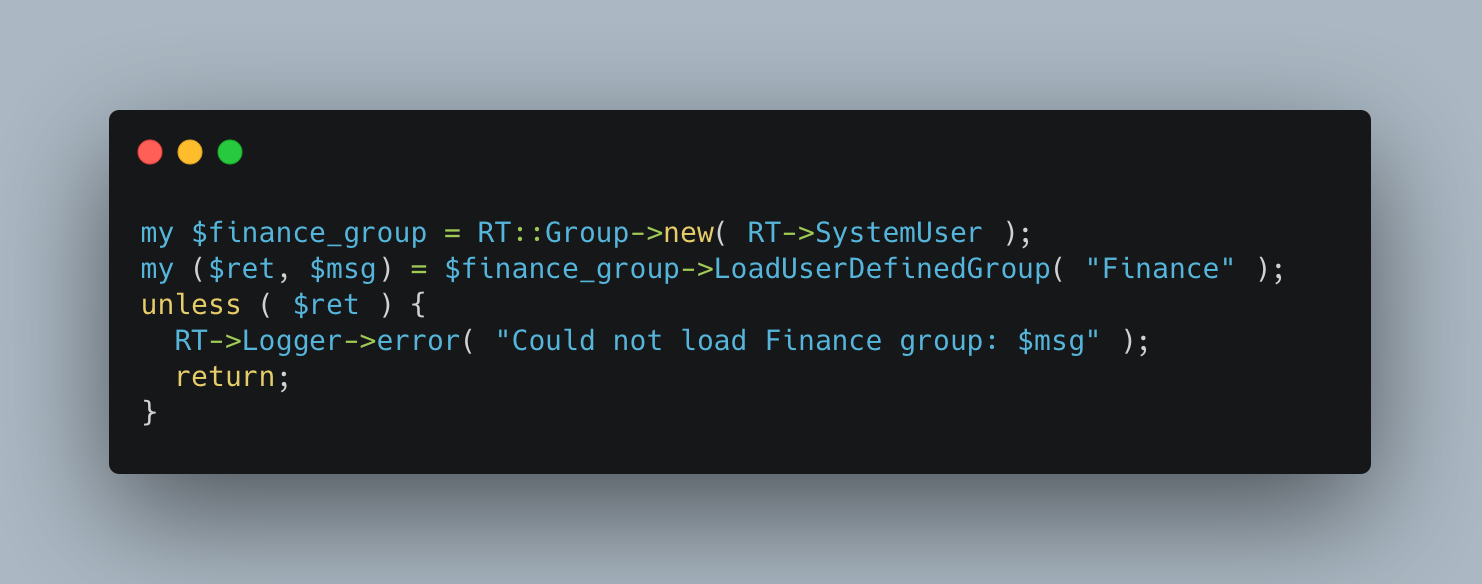 my $finance_group = RT::Group->new( RT->SystemUser );
my ($ret, $msg) = $finance_group->LoadUserDefinedGroup( "Finance" );
unless ( $ret ) {
  RT->Logger->error( "Could not load Finance group: $msg" );
  return;
}